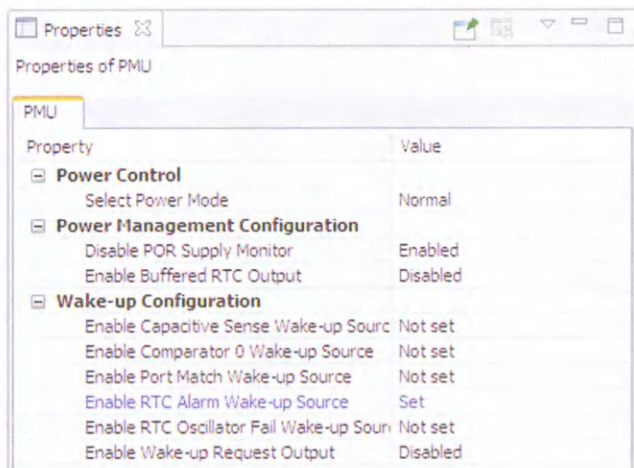 Properties
Properties of PMU
PMU
Property Value
Power Control
Select Power Mode Normal
Power Management Configuration
Disable POR Supply Monitor Enabled
Enable Buffered RTC Output Disabled
Wake-up Configuration
Enable Capacitive Sense Wake-up Sourc Not set
Enable Comparator 0 Wake-up Source Not set
Enable Port Match Wake-up Source Not set
Enable RTC Alarm Wake-up Source Set
Enable RTC Oscillator Fail Wake-up Sour Not set
Enable Wake-up Request Output Disabled